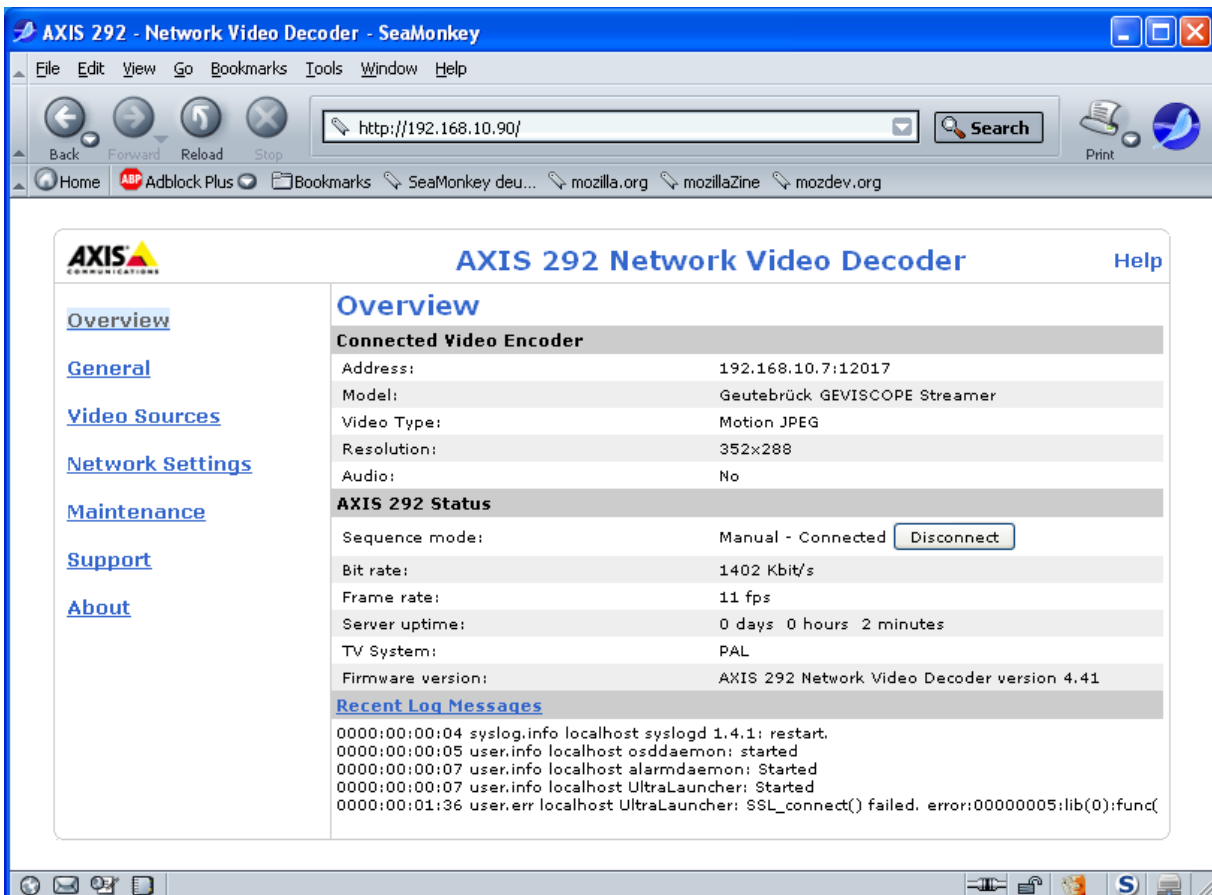 AXIS 292 - Network Video Decoder - SeaMonkey
File Edit View Go Bookmarks Tools Window Help
http://192.168.10.90/ Search
Back Forward Reload Stop Print
Home ABP Adblock Plus Bookmarks SeaMonkey deu... mozilla.org mozillaZine mozdev.org
AXIS COMMUNICATIONS AXIS 292 Network Video Decoder Help
Overview
General
Video Sources
Network Settings
Maintenance
Support
About
Overview
Connected Video Encoder
Address: 192.168.10.7:12017
Model: Geutebrück GEVISCOPE Streamer
Video Type: Motion JPEG
Resolution: 352x288
Audio: No
AXIS 292 Status
Sequence mode: Manual - Connected Disconnect
Bit rate: 1402 Kbit/s
Frame rate: 11 fps
Server uptime: 0 days 0 hours 2 minutes
TV System: PAL
Firmware version: AXIS 292 Network Video Decoder version 4.41
Recent Log Messages
0000:00:00:04 syslog.info localhost syslogd 1.4.1: restart.
0000:00:00:05 user.info localhost osddaemon: started
0000:00:00:07 user.info localhost alarmdaemon: Started
0000:00:00:07 user.info localhost UltraLauncher: Started
0000:00:01:36 user.err localhost UltraLauncher: SSL_connect() failed. error:00000005:lib(0):func(
S